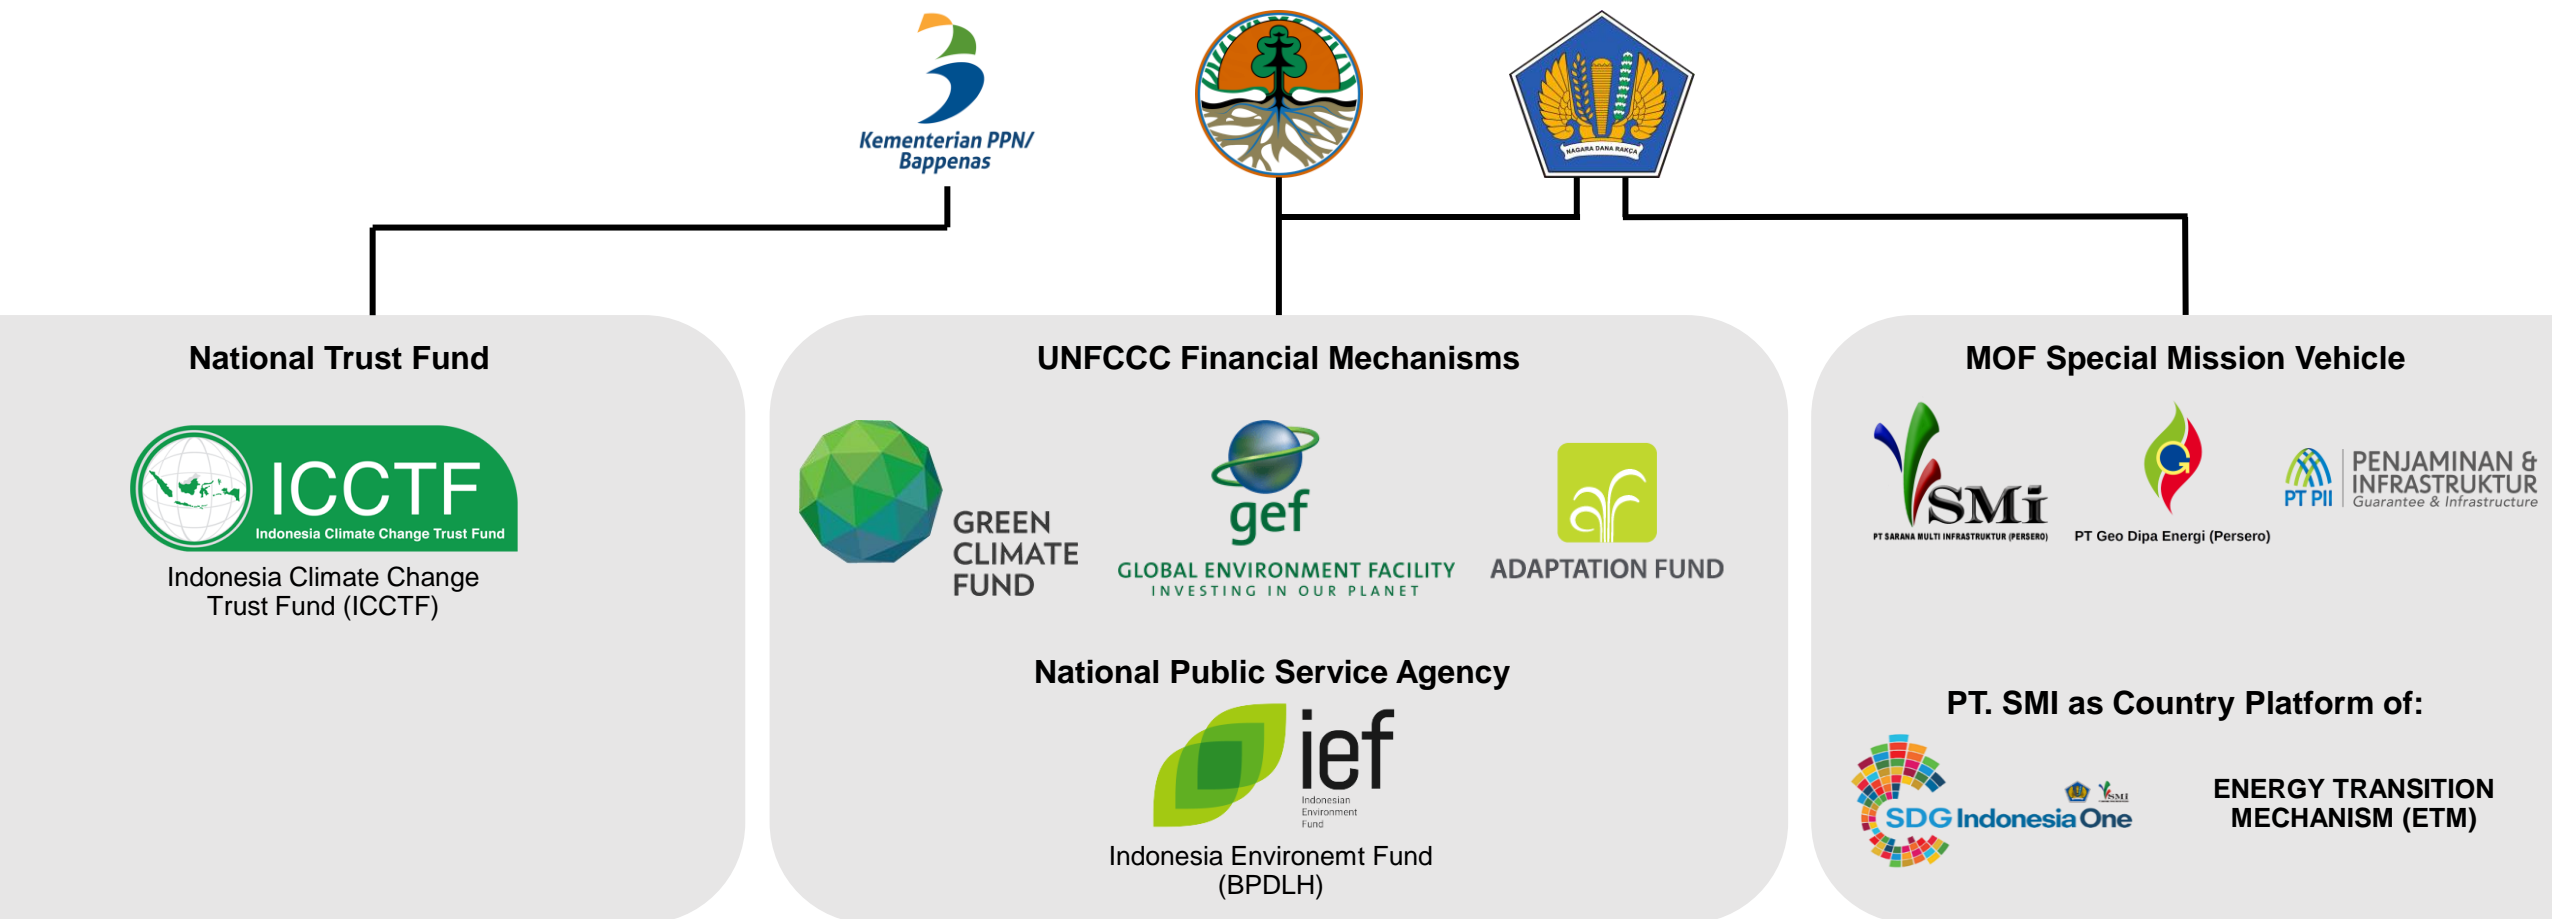 Kementerian PPN/
Bappenas
NAGARA DANA RAKÇA
National Trust Fund
ICCTF
Indonesia Climate Change Trust Fund
Indonesia Climate Change
Trust Fund (ICCTF)
UNFCCC Financial Mechanisms
GREEN
CLIMATE
FUND
gef
GLOBAL ENVIRONMENT FACILITY
INVESTING IN OUR PLANET
ADAPTATION FUND
National Public Service Agency
ief
Indonesian
Environment
Fund
Indonesia Environemt Fund
(BPDLH)
MOF Special Mission Vehicle
SMi
PT SARANA MULTI INFRASTRUKTUR (PERSERO)
PT Geo Dipa Energi (Persero)
PT PII
PENJAMINAN &
INFRASTRUKTUR
Guarantee & Infrastructure
PT. SMI as Country Platform of:
SMI
SDG Indonesia One
ENERGY TRANSITION
MECHANISM (ETM)